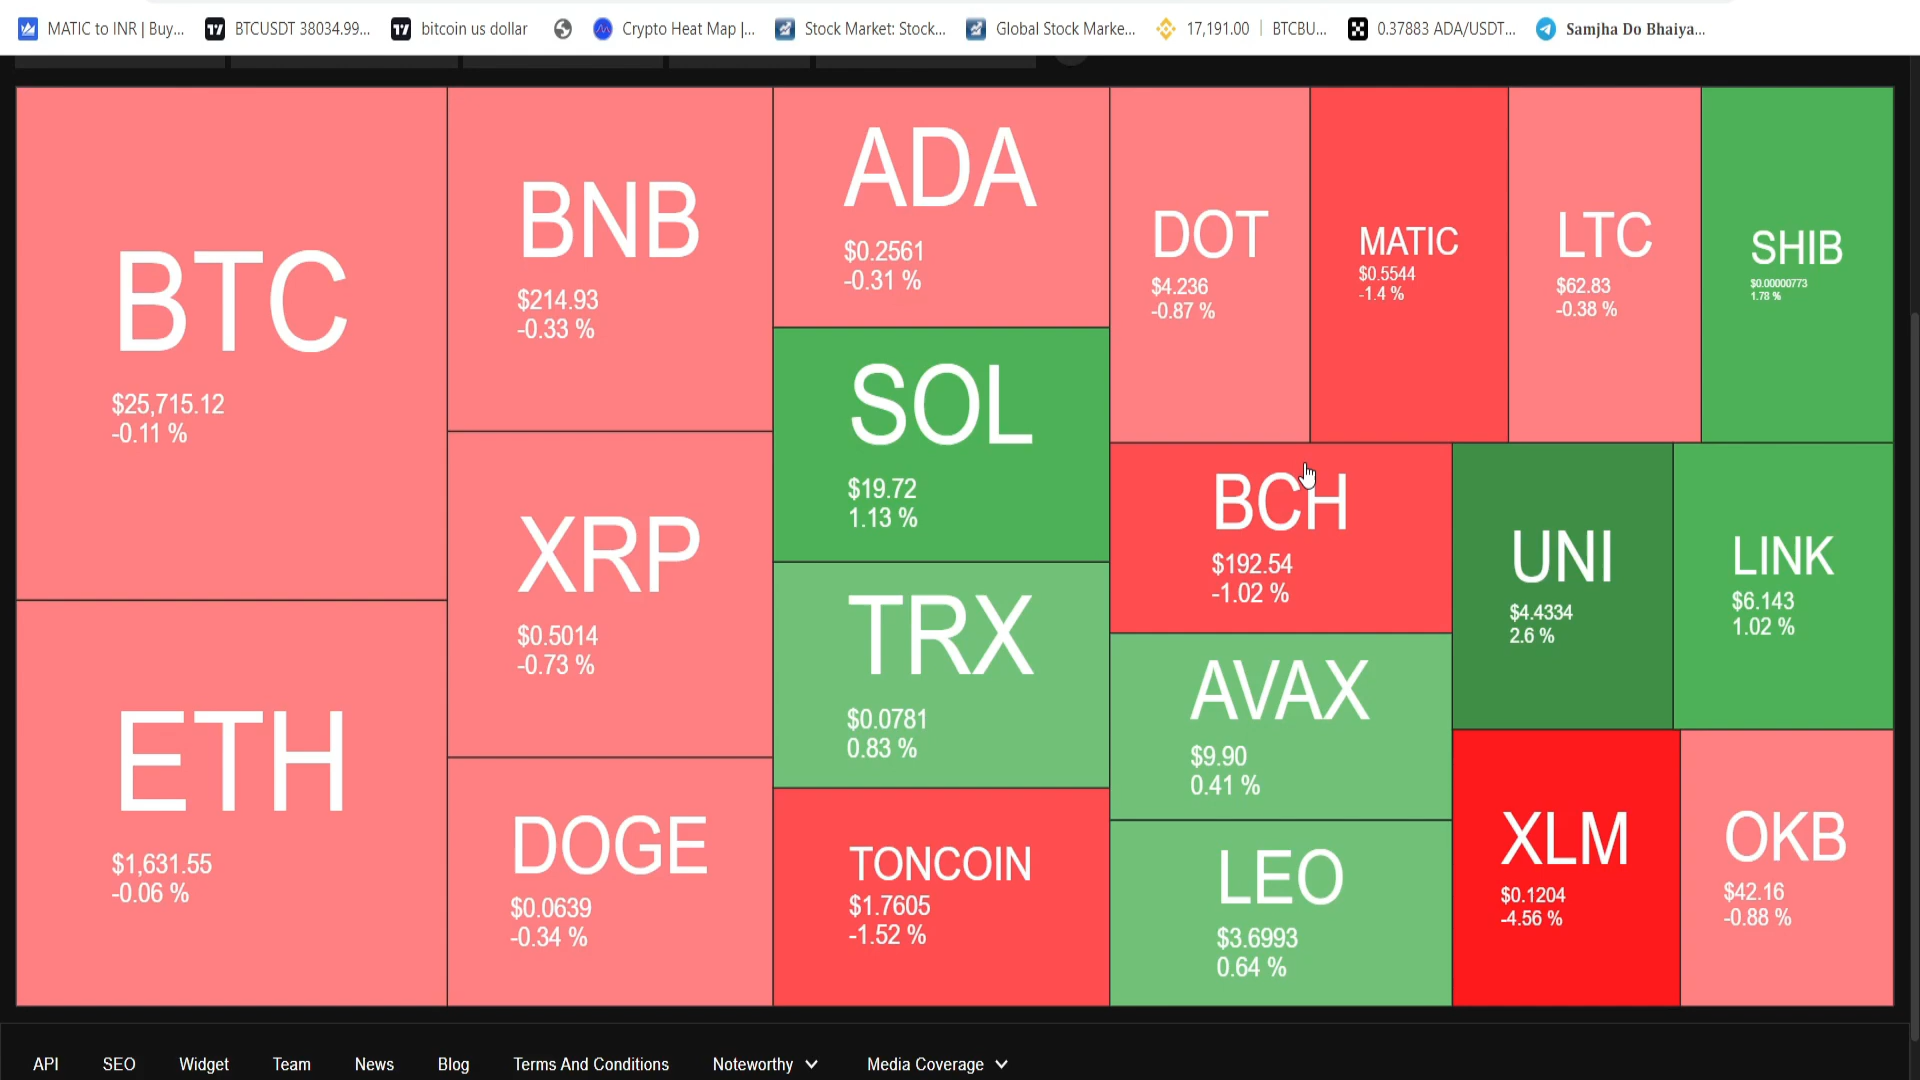 MATIC to INR | Buy...
BTCUSDT 38034.99...
bitcoin us dollar
Crypto Heat Map |...
Stock Market: Stock...
Global Stock Marke...
17,191.00 | BTCBU...
0.37883 ADA/USDT...
Samjha Do Bhaiya...
BTC
$25,715.12
-0.11 %
ETH
$1,631.55
-0.06 %
BNB
$214.93
-0.33 %
XRP
$0.5014
-0.73 %
DOGE
$0.0639
-0.34 %
ADA
$0.2561
-0.31 %
SOL
$19.72
1.13 %
TRX
$0.0781
0.83 %
TONCOIN
$1.7605
-1.52 %
DOT
$4.236
-0.87 %
MATIC
$0.5544
-1.4 %
LTC
$62.83
-0.38 %
SHIB
$0.00000773
1.78 %
BCH
$192.54
-1.02 %
AVAX
$9.90
0.41 %
LEO
$3.6993
0.64 %
UNI
$4.4334
2.6 %
LINK
$6.143
1.02 %
XLM
$0.1204
-4.56 %
OKB
$42.16
-0.88 %
API
SEO
Widget
Team
News
Blog
Terms And Conditions
Noteworthy
Media Coverage